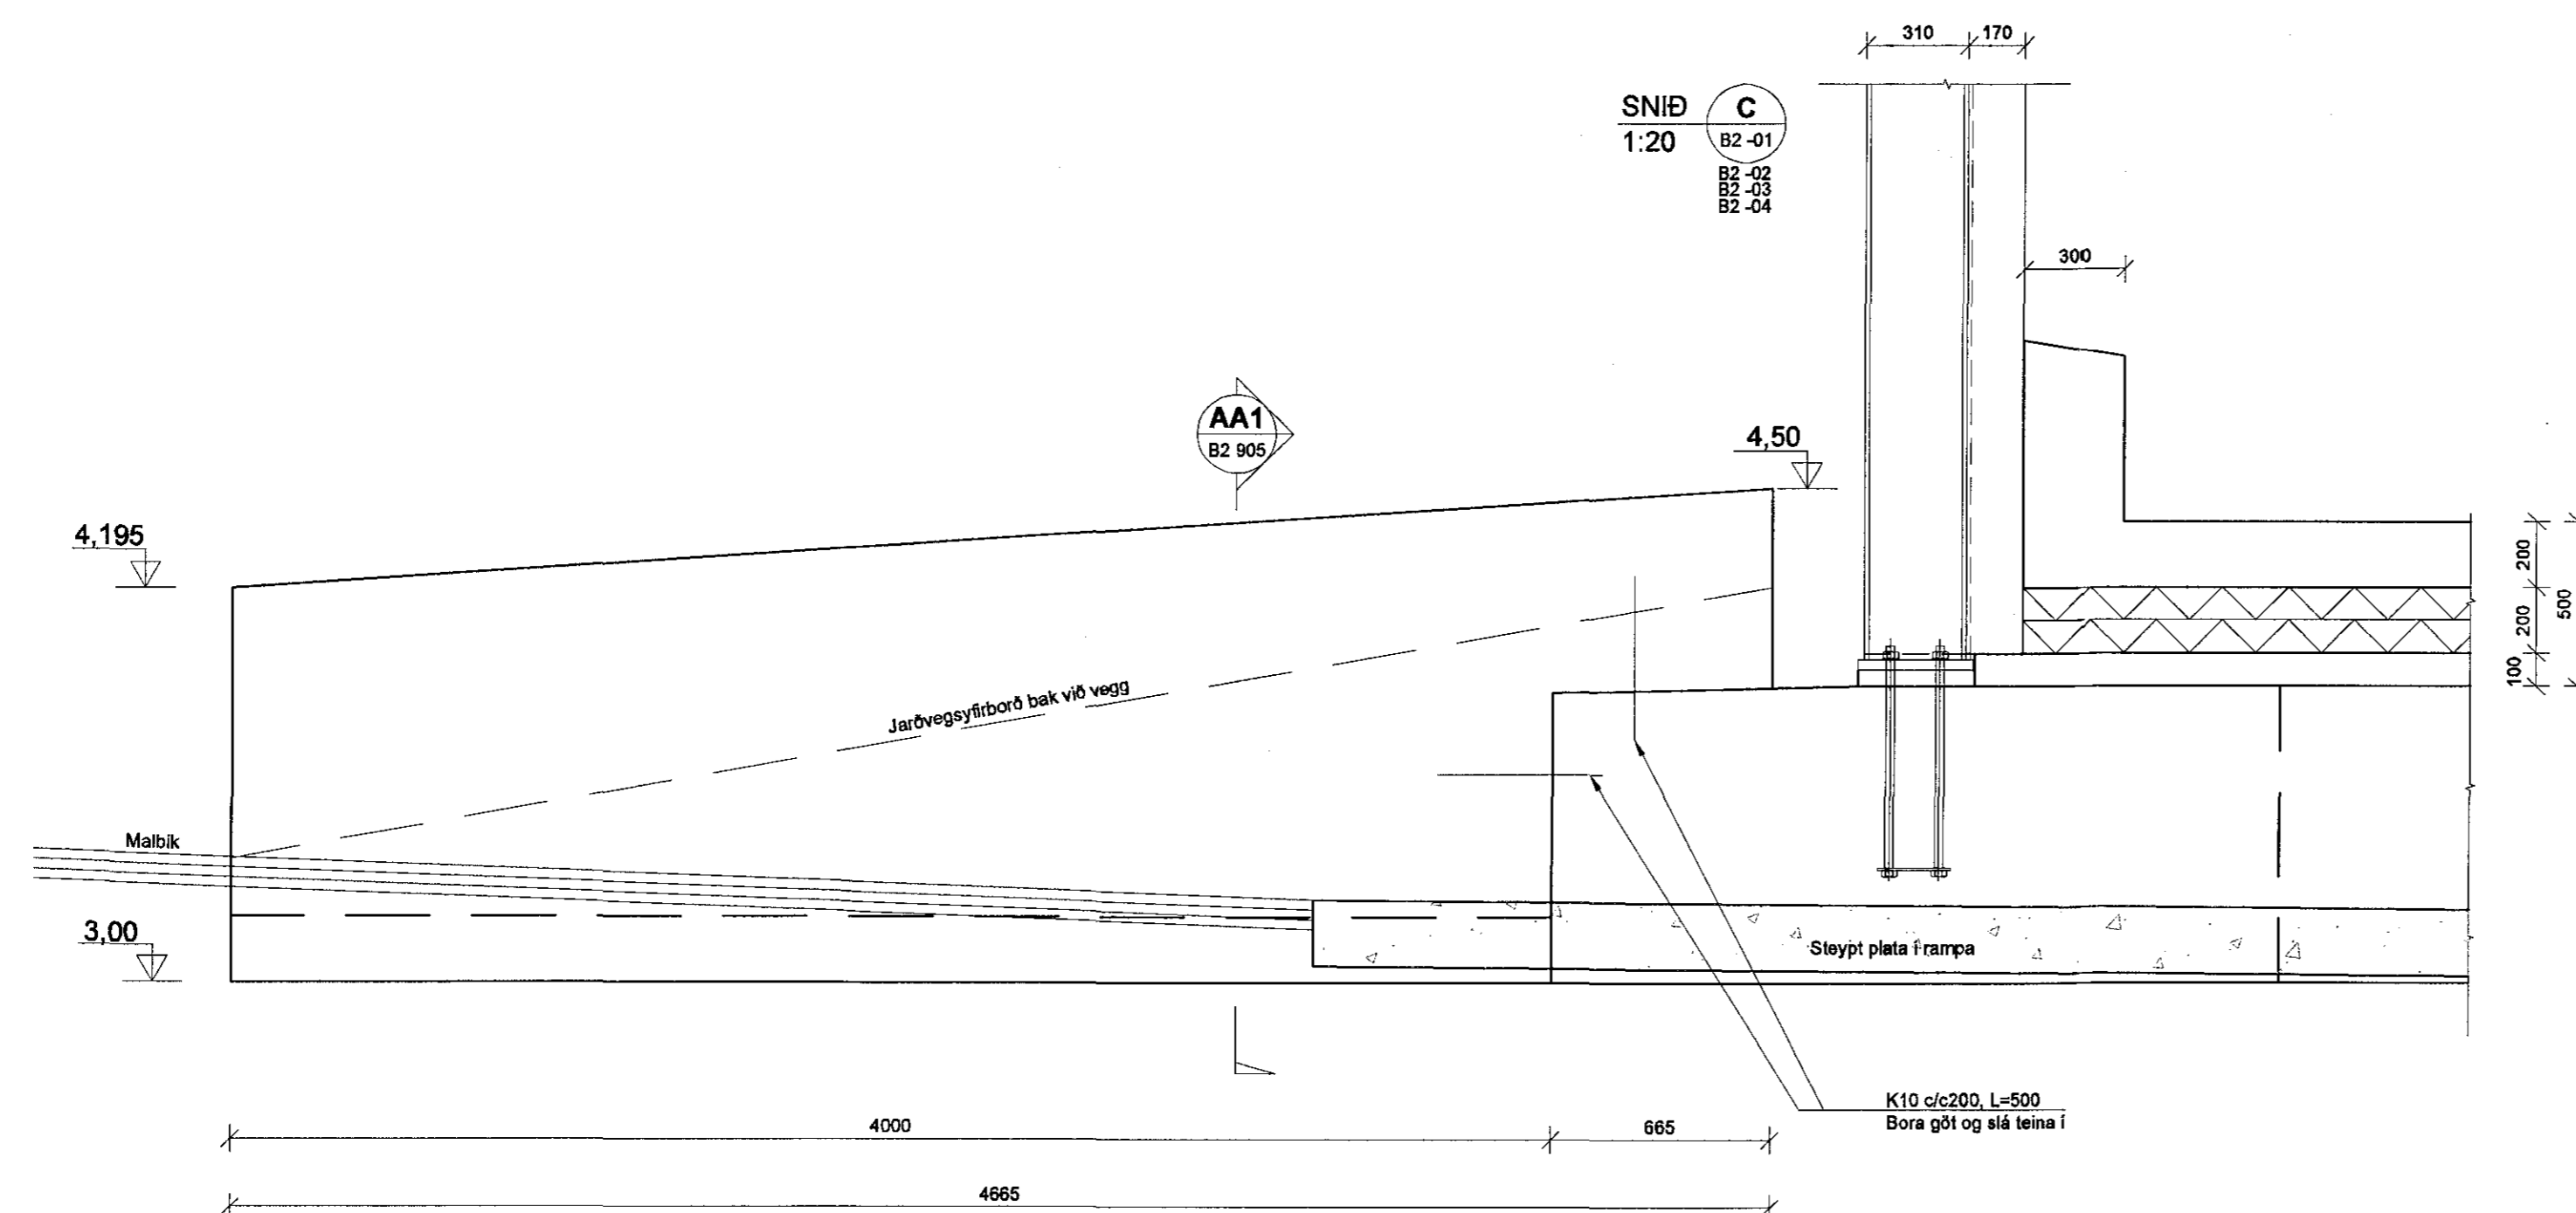 310
170
SNIÐ
1:20
C
B2 -01
B2 -02
B2 -03
B2 -04
300
AA1
B2 905
4,50
4,195
200
200
500
100
Jarðvegsyfirborð bak við vegg
Malbik
3,00
Steypt plata í rampa
K10 c/c200, L=500
Bora göt og slá teina í
4000
665
4665